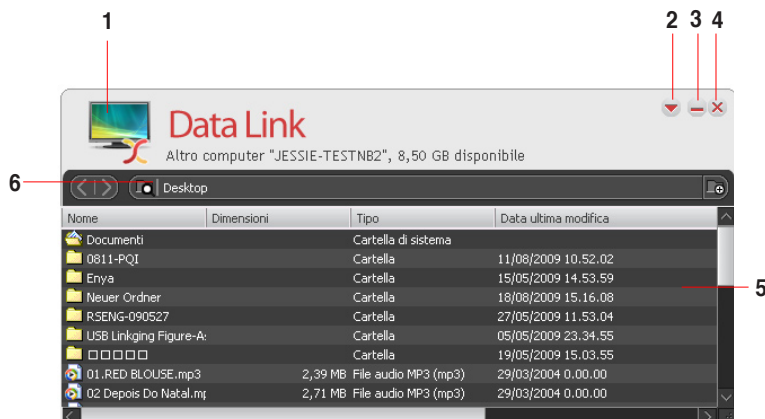 1 2 3 4
Data Link
Altro computer "JESSIE-TESTNB2", 8,50 GB disponibile
6
Desktop
Nome Dimensioni Tipo Data ultima modifica
Documenti Cartella di sistema
0811-PQI Cartella 11/08/2009 10.52.02
Enya Cartella 15/05/2009 14.53.59
5
Neuer Ordner Cartella 18/08/2009 15.16.08
RSENG-090527 Cartella 27/05/2009 11.53.04
USB Linkging Figure-A: Cartella 05/05/2009 23.34.55
□□□□□ Cartella 19/05/2009 15.03.55
01.RED BLOUSE.mp3 2,39 MB File audio MP3 (mp3) 29/03/2004 0.00.00
02 Depois Do Natal.mp 2,71 MB File audio MP3 (mp3) 29/03/2004 0.00.00